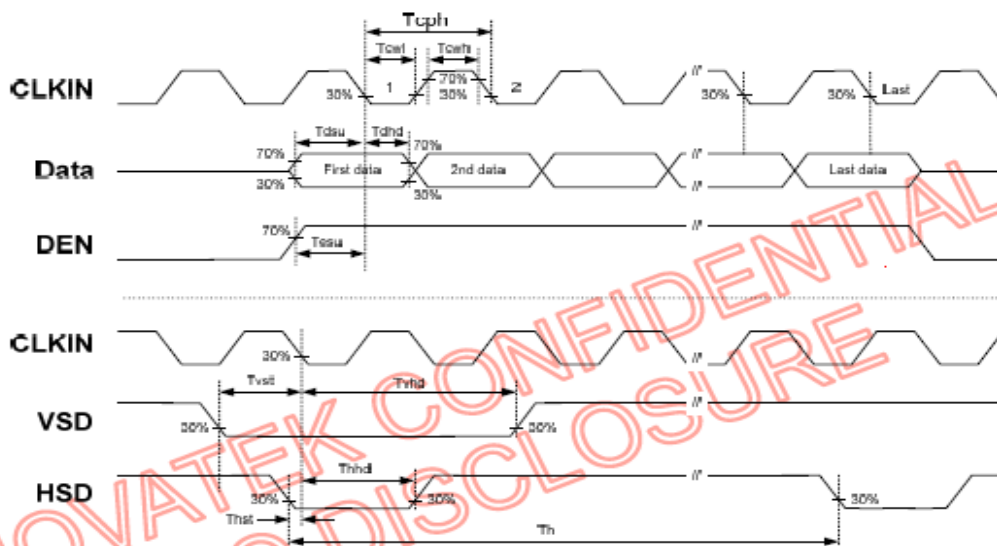 Tcph
Tcwl Tcwh
CLKIN 30% 1 70% 30% 2 // 30% 30% Last
Tdsu Tdhd
Data 70% 30% First data 70% 30% 2nd data // Last data
DEN 70% Tesu //
CLKIN 30% //
Tvst Tvhd
VSD 30% 30% //
HSD 30% Thhd 30% // 30%
Thst Th
OVATEK CONFIDENTIAL
DISCLOSURE